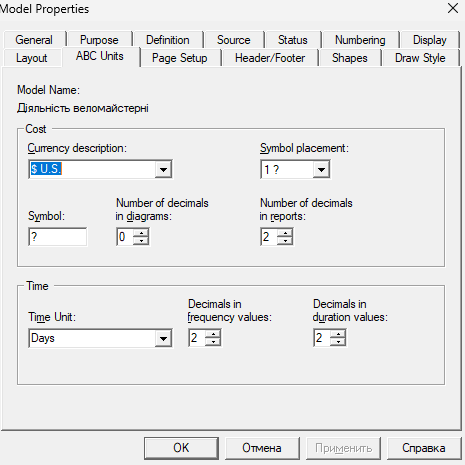 Model Properties
General Purpose Definition Source Status Numbering Display
Layout ABC Units Page Setup Header/Footer Shapes Draw Style
Model Name:
Діяльність веломайстерні
Cost
Currency description: Symbol placement:
$ U.S. 1 ?
Number of decimals Number of decimals
Symbol: in diagrams: in reports:
? 0 2
Time
Decimals in Decimals in
Time Unit: frequency values: duration values:
Days 2 2
OK Отмена Применить Справка